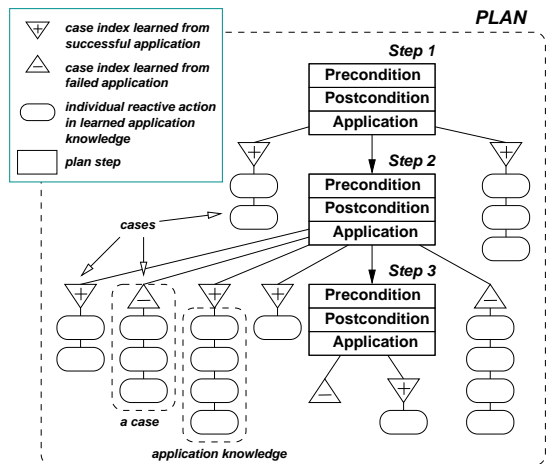 PLAN
case index learned from
successful application
case index learned from
failed application
individual reactive action
in learned application
knowledge
plan step
Step 1
Precondition
Postcondition
Application
+
+
Step 2
Precondition
Postcondition
Application
cases
Step 3
Precondition
Postcondition
Application
+
−
+
+
−
−
+
a case
application knowledge